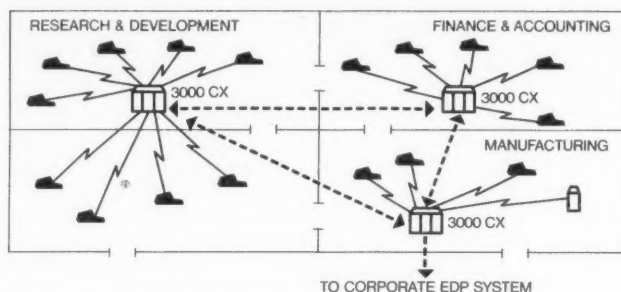 RESEARCH & DEVELOPMENT
FINANCE & ACCOUNTING
3000 CX
3000 CX
MANUFACTURING
3000 CX
TO CORPORATE EDP SYSTEM